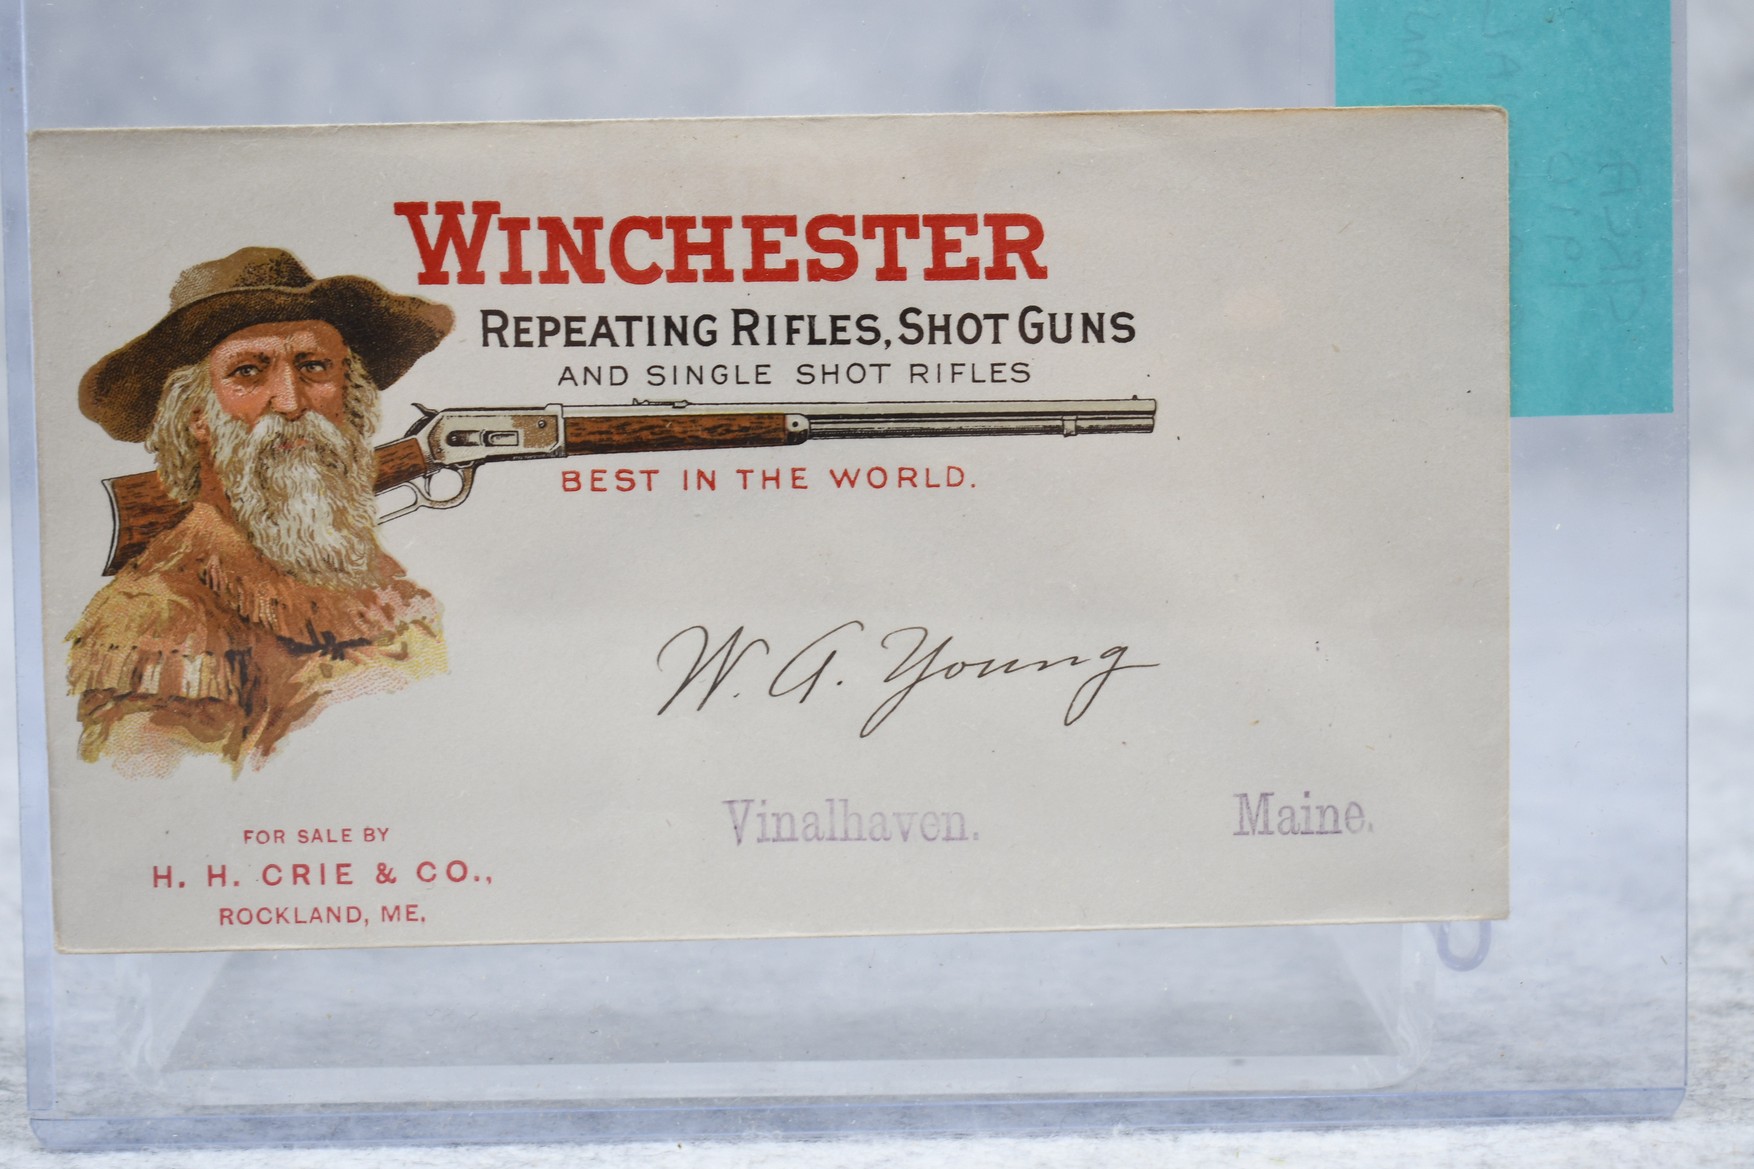 WINCHESTER
REPEATING RIFLES, SHOT GUNS
AND SINGLE SHOT RIFLES
BEST IN THE WORLD.
W. A. Young
Vinalhaven. Maine.
FOR SALE BY
H. H. CRIE & CO.,
ROCKLAND, ME.